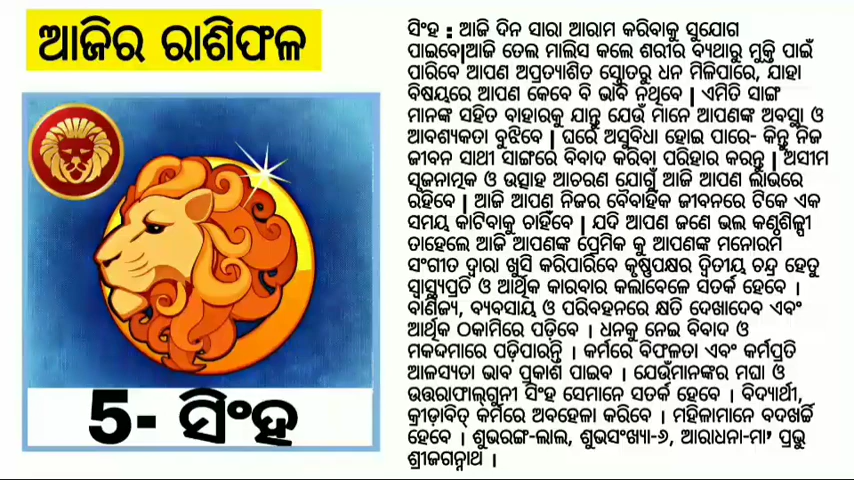 ଆଜିର ରାଶିଫଳ
5- ସିଂହ
ସିଂହ : ଆଜି ଦିନ ସାରା ଆରାମ କରିବାକୁ ସୁଯୋଗ
ପାଇବେ|ଆଜି ତେଲ ମାଲିସ କଲେ ଶରୀର ବ୍ୟଥାରୁ ମୁକ୍ତି ପାଇଁ
ପାରିବେ ଆପଣ ଅପ୍ରତ୍ୟାଶିତ ସ୍ରୋତରୁ ଧନ ମିଳିପାରେ, ଯାହା
ବିଷୟରେ ଆପଣ କେବେ ବି ଭାବି ନଥିବେ | ଏମିତି ସାଙ୍ଗ
ମାନଙ୍କ ସହିତ ବାହାରକୁ ଯାନ୍ତୁ ଯେଉଁ ମାନେ ଆପଣଙ୍କ ଅବସ୍ଥା ଓ
ଆବଶ୍ୟକତା ବୁଝିବେ | ଘରେ ଅସୁବିଧା ହୋଇ ପାରେ- କିନ୍ତୁ ନିଜ
ଜୀବନ ସାଥୀ ସାଙ୍ଗରେ ବିବାଦ କରିବା ପରିହାର କରନ୍ତୁ | ଅସୀମ
ସୃଜନାତ୍ମକ ଓ ଉତ୍ସାହ ଆଚରଣ ଯୋଗୁଁ ଆଜି ଆପଣ ଲାଭରେ
ରହିବେ | ଆଜି ଆପଣ ନିଜର ବୈବାହିକ ଜୀବନରେ ଟିକେ ଏକ
ସମୟ କାଟିବାକୁ ଚାହିଁବେ | ଯଦି ଆପଣ ଜଣେ ଭଲ କଣ୍ଠଶିଳ୍ପୀ
ତାହେଲେ ଆଜି ଆପଣଙ୍କ ପ୍ରେମିକ କୁ ଆପଣଙ୍କ ମନୋରମ
ସଂଗୀତ ଦ୍ୱାରା ଖୁସି କରିପାରିବେ କୃଷ୍ଣପକ୍ଷର ଦ୍ୱିତୀୟ ଚନ୍ଦ୍ର ହେତୁ
ସ୍ୱାସ୍ଥ୍ୟପ୍ରତି ଓ ଆର୍ଥିକ କାରବାର କଲାବେଳେ ସତର୍କ ହେବେ ।
ବାଣିଜ୍ୟ, ବ୍ୟବସାୟ ଓ ପରିବହନରେ କ୍ଷତି ଦେଖାଦେବ ଏବଂ
ଆର୍ଥିକ ଠକାମିରେ ପଡ଼ିବେ । ଧନକୁ ନେଇ ବିବାଦ ଓ
ମକଦ୍ଦମାରେ ପଡ଼ିପାରନ୍ତି । କର୍ମରେ ବିଫଳତା ଏବଂ କର୍ମପ୍ରତି
ଆଳସ୍ୟତା ଭାବ ପ୍ରକାଶ ପାଇବ । ଯେଉଁମାନଙ୍କର ମଘା ଓ
ଉତ୍ତରାଫାଲ୍‌ଗୁନୀ ସିଂହ ସେମାନେ ସତର୍କ ହେବେ । ବିଦ୍ୟାର୍ଥୀ,
କ୍ରୀଡ଼ାବିତ୍ କର୍ମରେ ଅବହେଳା କରିବେ । ମହିଳାମାନେ ବଦଖର୍ଚ୍ଚି
ହେବେ । ଶୁଭରଙ୍ଗ-ଲାଲ, ଶୁଭସଂଖ୍ୟା-୬, ଆରାଧନା-ମା' ପ୍ରଭୁ
ଶ୍ରୀଜଗନ୍ନାଥ ।